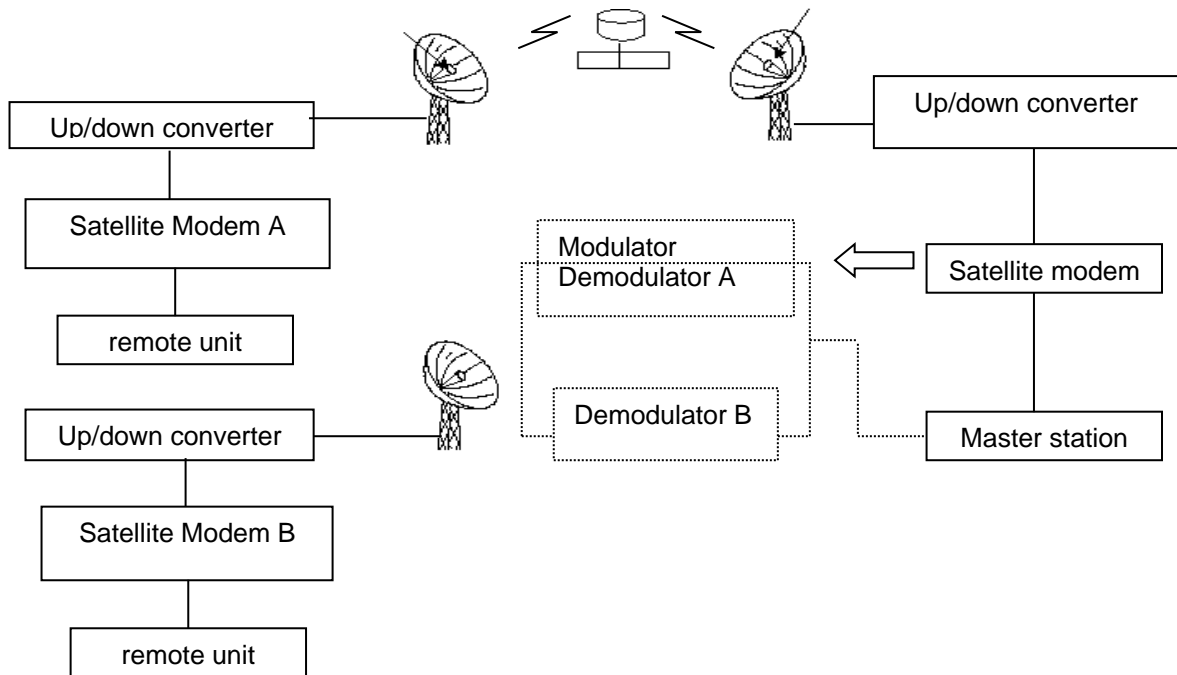 Up/down converter
Up/down converter
Satellite Modem A
Modulator
Demodulator A
Satellite modem
remote unit
Up/down converter
Demodulator B
Master station
Satellite Modem B
remote unit